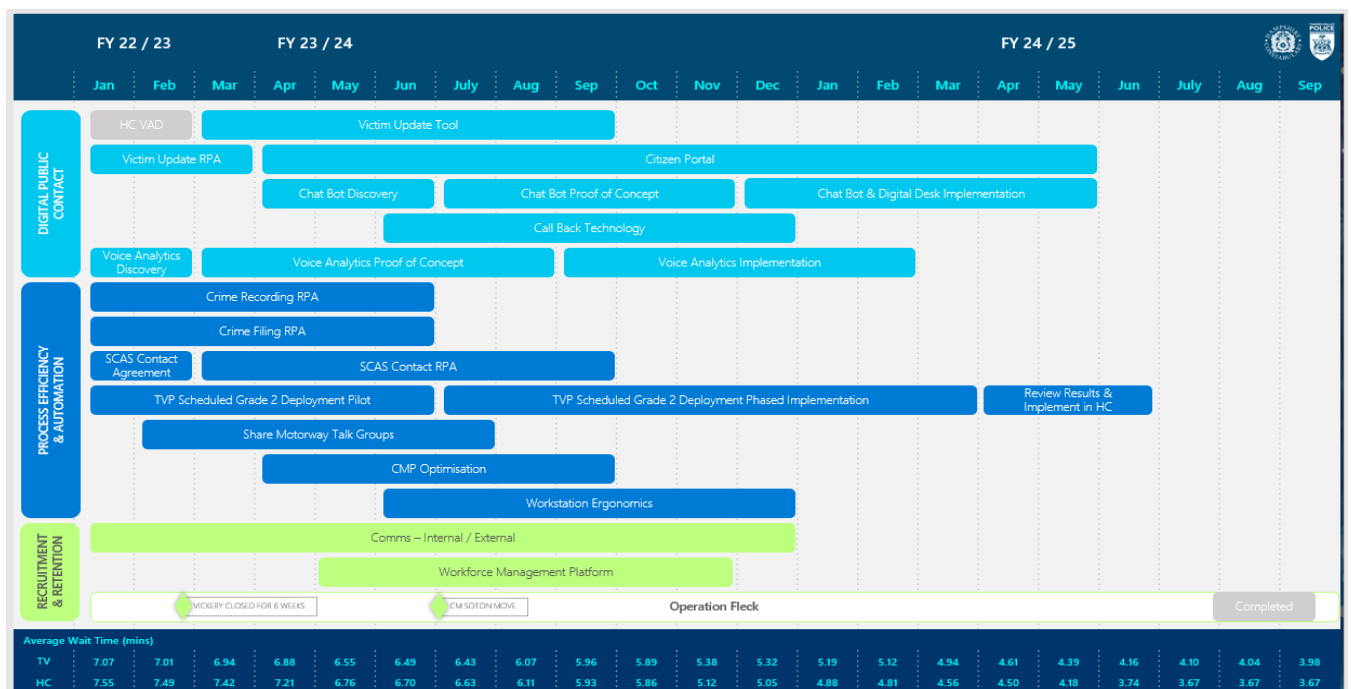 FY 22 / 23 FY 23 / 24 FY 24 / 25
POLICE
Jan Feb Mar Apr May Jun July Aug Sep Oct Nov Dec Jan Feb Mar Apr May Jun July Aug Sep
DIGITAL PUBLIC
CONTACT
HC VAD Victim Update Tool
Victim Update RPA Citizen Portal
Chat Bot Discovery Chat Bot Proof of Concept Chat Bot & Digital Desk Implementation
Call Back Technology
Voice Analytics
Discovery
Voice Analytics Proof of Concept Voice Analytics Implementation
PROCESS EFFICIENCY
& AUTOMATION
Crime Recording RPA
Crime Filing RPA
SCAS Contact
Agreement
SCAS Contact RPA
TVP Scheduled Grade 2 Deployment Pilot TVP Scheduled Grade 2 Deployment Phased Implementation
Review Results &
Implement in HC
Share Motorway Talk Groups
CMP Optimisation
Workstation Ergonomics
RECRUITMENT
& RETENTION
Comms – Internal / External
Workforce Management Platform
VICKERY CLOSED FOR 6 WEEKS CM SOTON MOVE Operation Fleck Completed
Average Wait Time (mins)
TV 7.07 7.01 6.94 6.88 6.55 6.49 6.43 6.07 5.96 5.89 5.38 5.32 5.19 5.12 4.94 4.61 4.39 4.16 4.10 4.04 3.98
HC 7.55 7.49 7.42 7.21 6.76 6.70 6.63 6.11 5.93 5.86 5.12 5.05 4.88 4.81 4.56 4.50 4.18 3.74 3.67 3.67 3.67